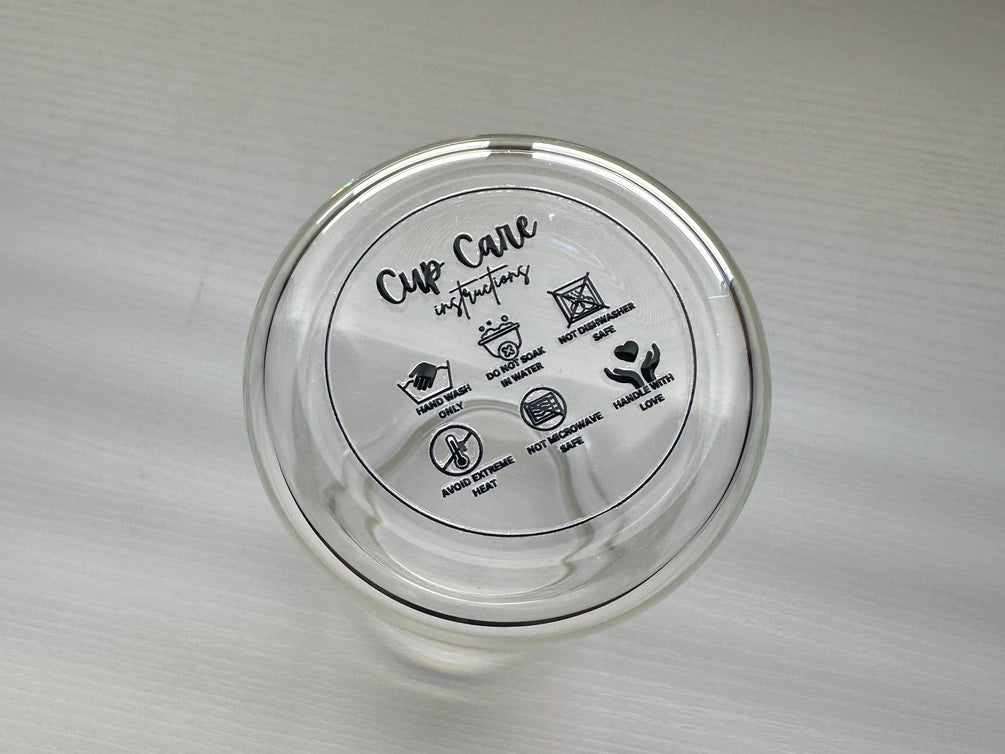 Cup Care
instructions
HAND WASH
ONLY
DO NOT SOAK
IN WATER
NOT DISHWASHER
SAFE
AVOID EXTREME
HEAT
NOT MICROWAVE
SAFE
HANDLE WITH
LOVE